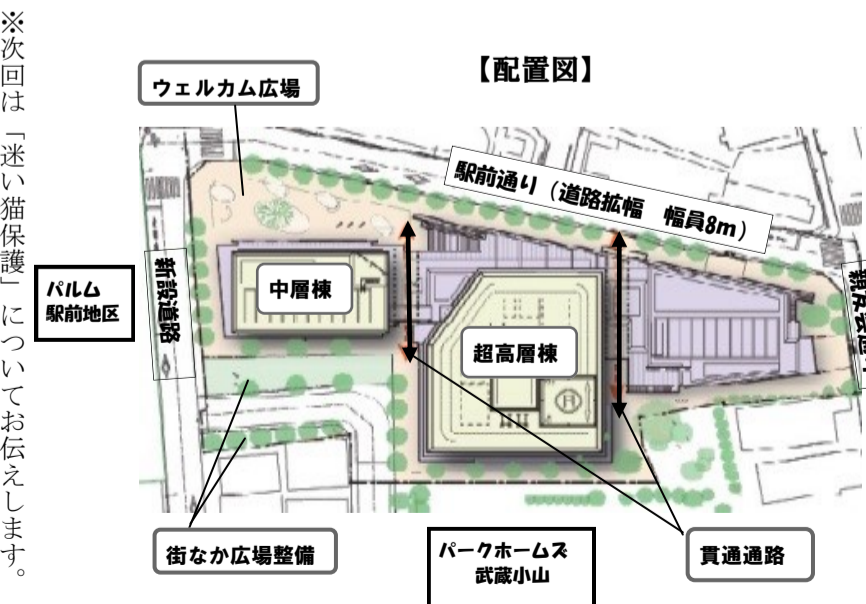 ※次回は「迷い猫保護」についてお伝えします。
【配置図】
ウェルカム広場
駅前通り（道路拡幅 幅員8m）
パルム
駅前地区
新設道路
中層棟
超高層棟
街なか広場整備
パークホームズ
武蔵小山
貫通通路